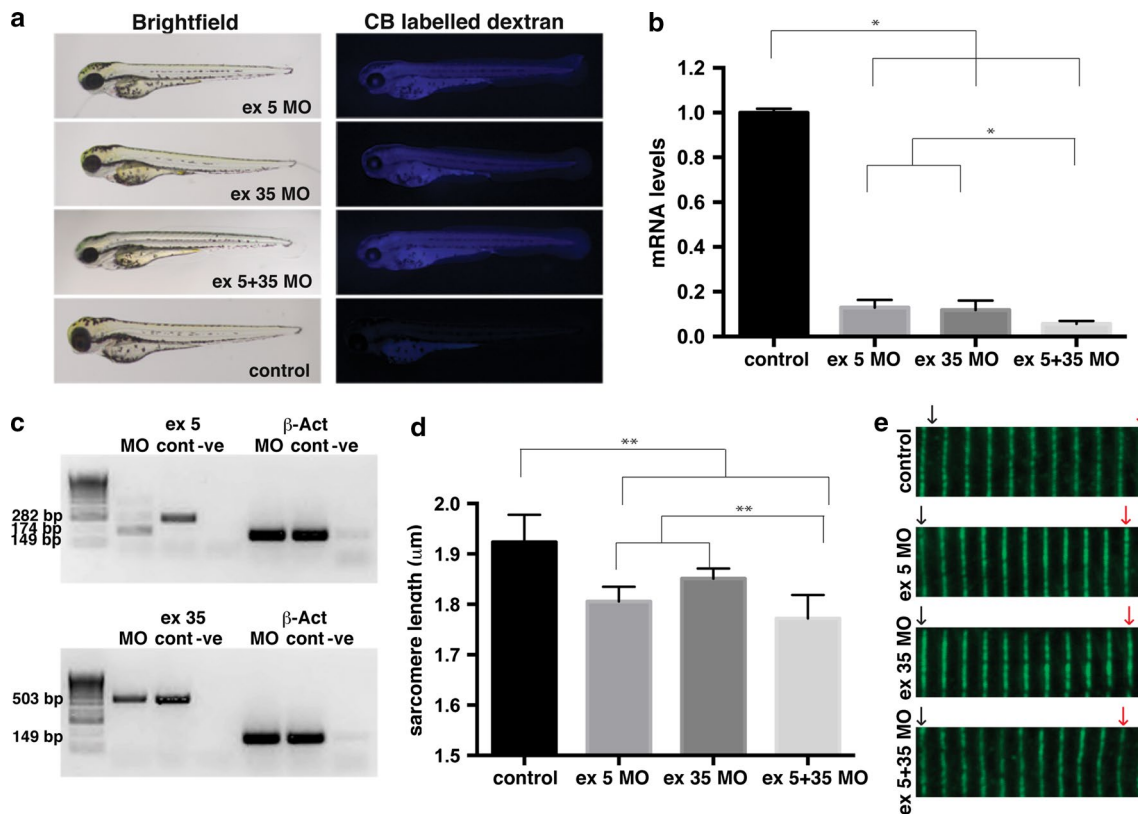 a
Brightfield
CB labelled dextran
ex 5 MO
ex 35 MO
ex 5+35 MO
control
b
*
*
mRNA levels
1.2
1.0
0.8
0.6
0.4
0.2
0.0
control
ex 5 MO
ex 35 MO
ex 5+35 MO
c
ex 5
β-Act
MO cont -ve
MO cont -ve
282 bp
174 bp
149 bp
ex 35
β-Act
MO cont -ve
MO cont -ve
503 bp
149 bp
d
**
**
sarcomere length (µm)
2.0
1.9
1.8
1.7
1.6
1.5
control
ex 5 MO
ex 35 MO
ex 5+35 MO
e
control
ex 5 MO
ex 35 MO
ex 5+35 MO